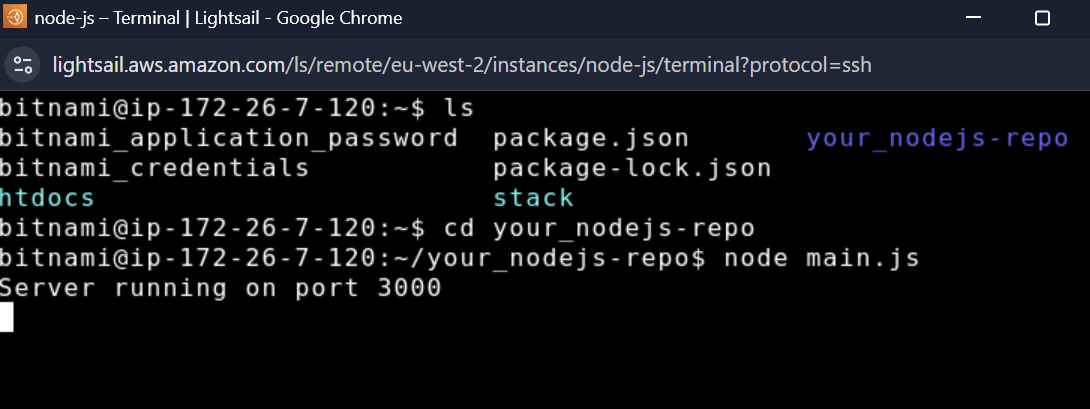 node-js – Terminal | Lightsail - Google Chrome
lightsail.aws.amazon.com/ls/remote/eu-west-2/instances/node-js/terminal?protocol=ssh
bitnami@ip-172-26-7-120:~$ ls
bitnami_application_password  package.json       your_nodejs-repo
bitnami_credentials           package-lock.json
htdocs                        stack
bitnami@ip-172-26-7-120:~$ cd your_nodejs-repo
bitnami@ip-172-26-7-120:~/your_nodejs-repo$ node main.js
Server running on port 3000